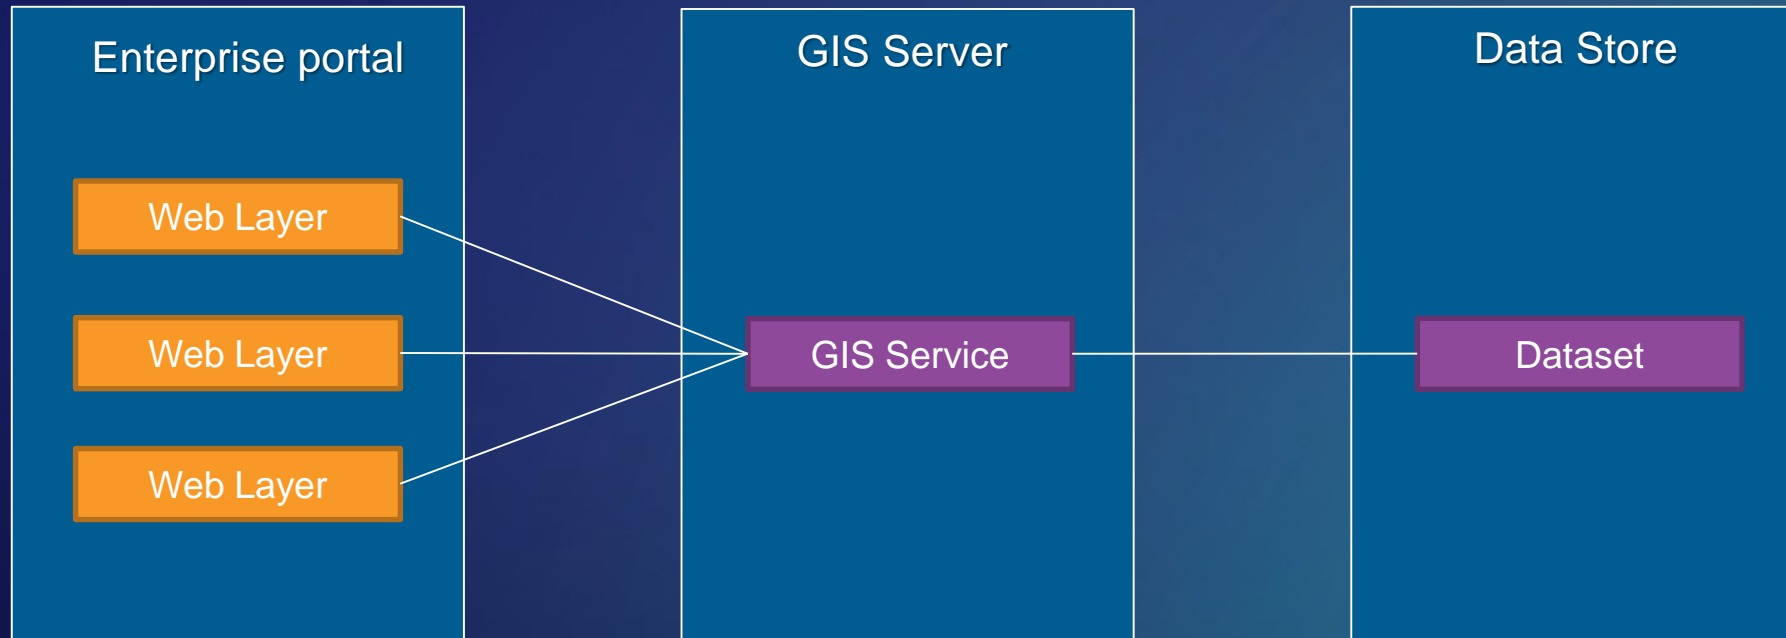 Enterprise portal
GIS Server
Data Store
Web Layer
Web Layer
GIS Service
Dataset
Web Layer